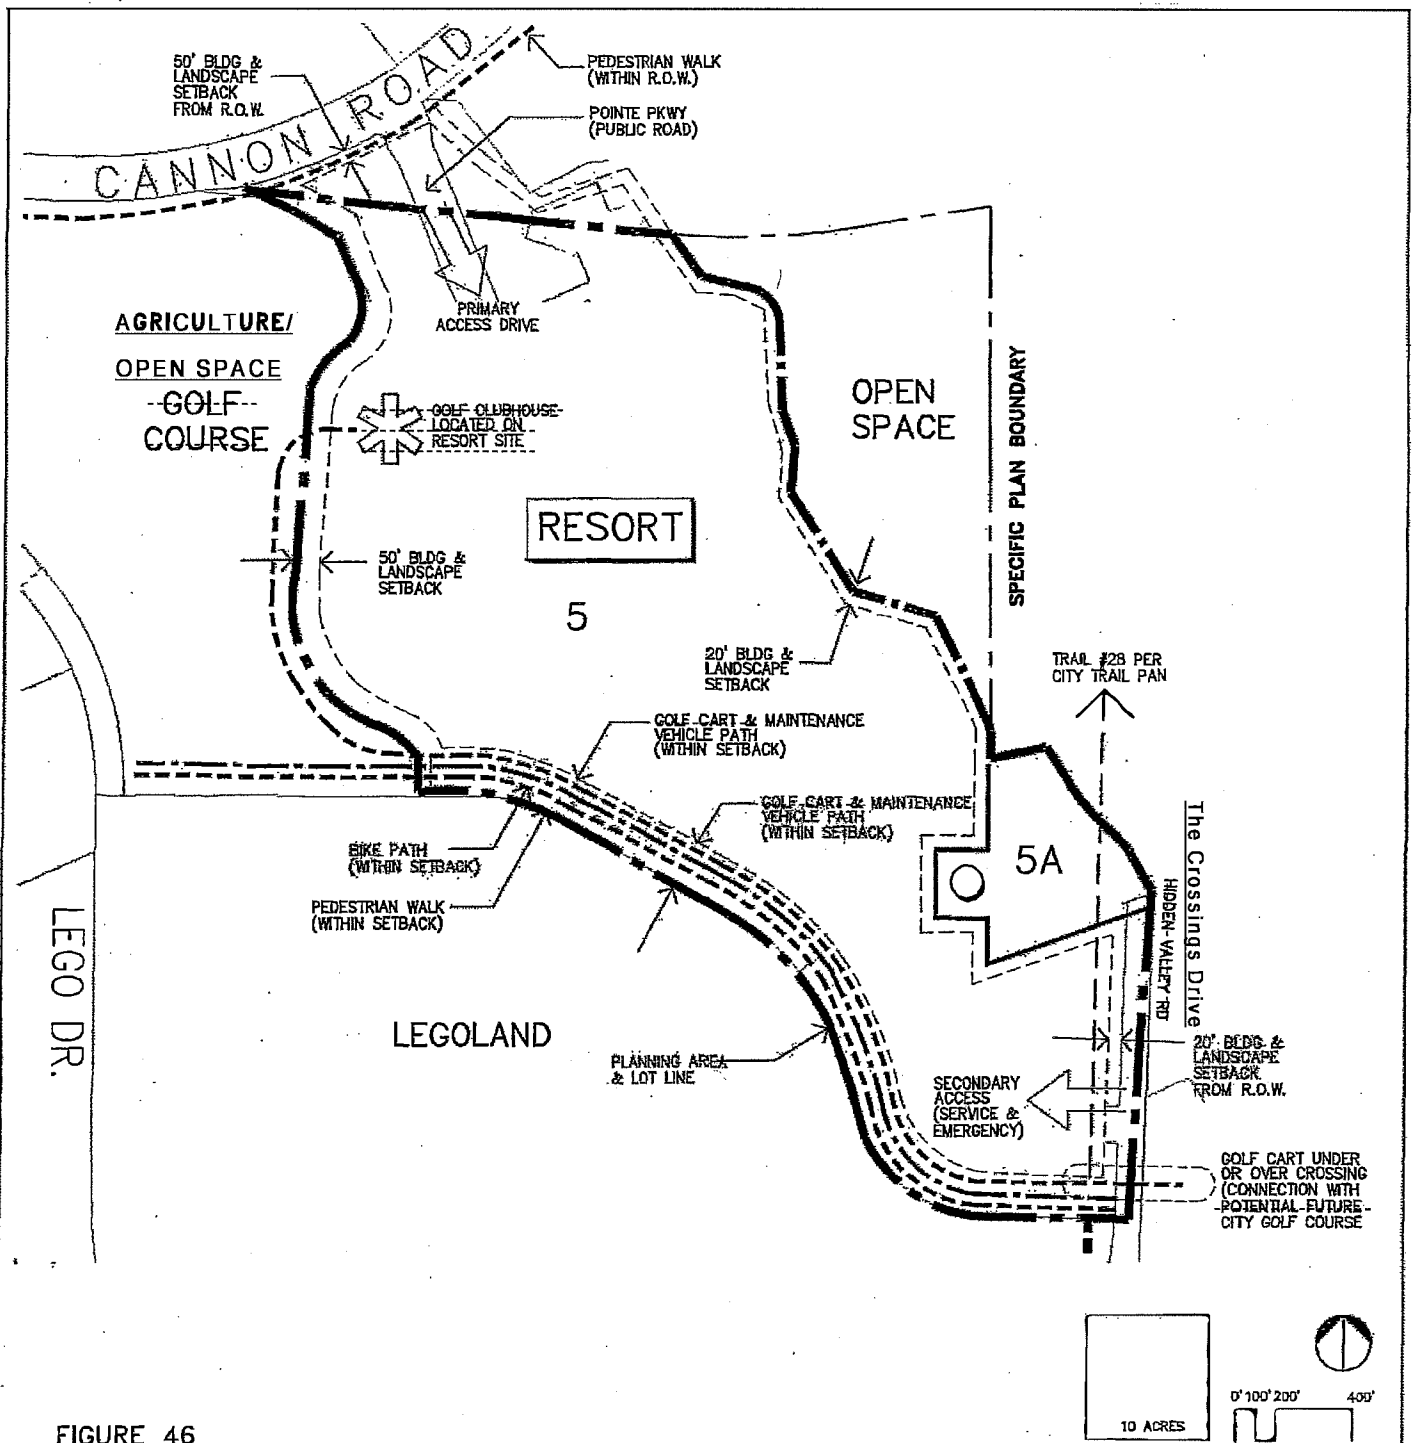 50' BLDG &
LANDSCAPE
SETBACK
FROM R.O.W.
PEDESTRIAN WALK
(WITHIN R.O.W.)
POINTE PKWY
(PUBLIC ROAD)
CANNON ROAD
PRIMARY
ACCESS DRIVE
AGRICULTURE/
OPEN SPACE
GOLF
COURSE
GOLF CLUBHOUSE
LOCATED ON
RESORT SITE
OPEN
SPACE
SPECIFIC PLAN BOUNDARY
RESORT
5
50' BLDG &
LANDSCAPE
SETBACK
20' BLDG &
LANDSCAPE
SETBACK
TRAIL #28 PER
CITY TRAIL PAN
GOLF CART & MAINTENANCE
VEHICLE PATH
(WITHIN SETBACK)
GOLF CART & MAINTENANCE
VEHICLE PATH
(WITHIN SETBACK)
BIKE PATH
(WITHIN SETBACK)
PEDESTRIAN WALK
(WITHIN SETBACK)
5A
The Crossings Drive
HIDDEN VALLEY RD
LEGO DR.
LEGOLAND
PLANNING AREA
& LOT LINE
SECONDARY
ACCESS
(SERVICE &
EMERGENCY)
20' BLDG &
LANDSCAPE
SETBACK
FROM R.O.W.
GOLF CART UNDER
OR OVER CROSSING
(CONNECTION WITH
POTENTIAL FUTURE
CITY GOLF COURSE
10 ACRES
0' 100' 200' 400'
FIGURE 46